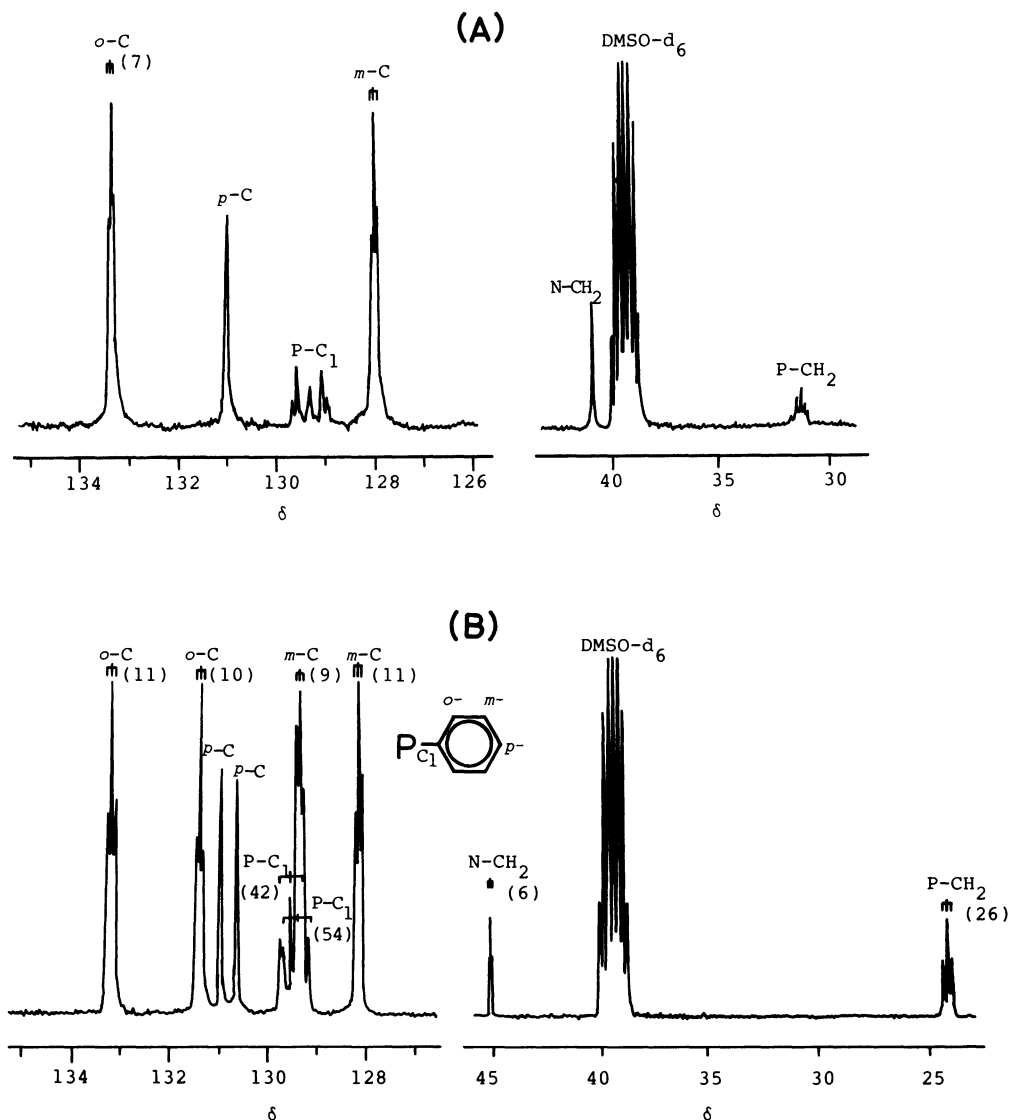 (A)
o-C
(7)
m-C
DMSO-d6
p-C
P-C1
N-CH2
P-CH2
134 132 130 128 126
δ
40 35 30
δ
(B)
o-C
(11)
o-C
(10)
m-C
(9)
m-C
(11)
DMSO-d6
o- m-
P C1 p-
p-C
p-C
P-C1
(42)
P-C1
(54)
N-CH2
(6)
P-CH2
(26)
134 132 130 128
δ
45 40 35 30 25
δ